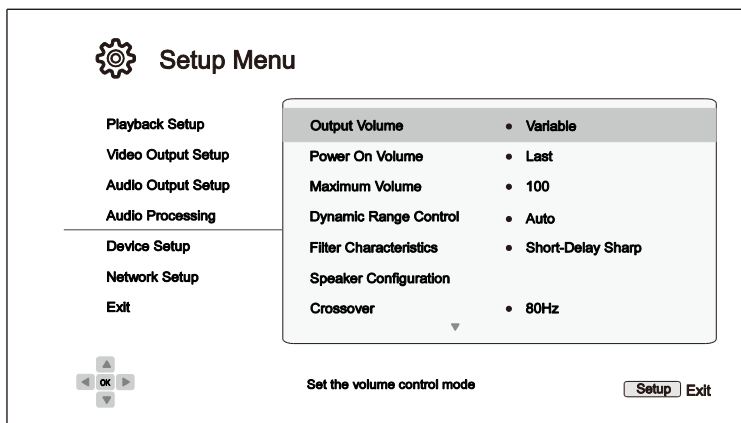 Setup Menu
Playback Setup
Video Output Setup
Audio Output Setup
Audio Processing
Device Setup
Network Setup
Exit
Output Volume • Variable
Power On Volume • Last
Maximum Volume • 100
Dynamic Range Control • Auto
Filter Characteristics • Short-Delay Sharp
Speaker Configuration
Crossover • 80Hz
OK
Set the volume control mode
Setup Exit